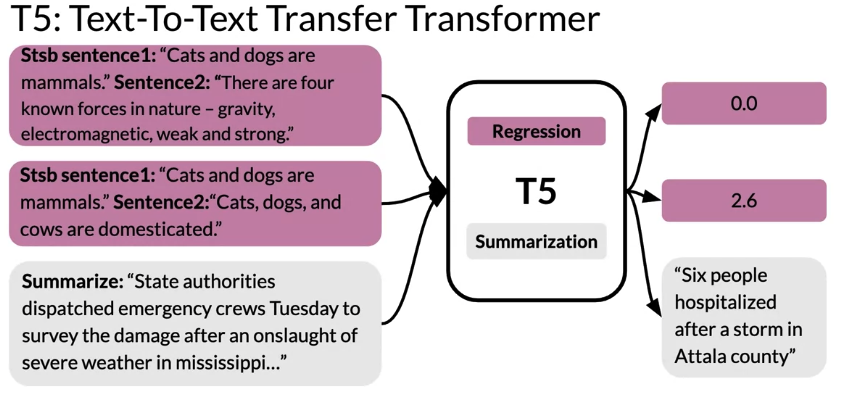 T5: Text-To-Text Transfer Transformer
Stsb sentence1: “Cats and dogs are
mammals.” Sentence2: “There are four
known forces in nature – gravity,
electromagnetic, weak and strong.”
Stsb sentence1: “Cats and dogs are
mammals.” Sentence2:“Cats, dogs, and
cows are domesticated.”
Summarize: “State authorities
dispatched emergency crews Tuesday to
survey the damage after an onslaught of
severe weather in mississippi...”
Regression
T5
Summarization
0.0
2.6
“Six people
hospitalized
after a storm in
Attala county”